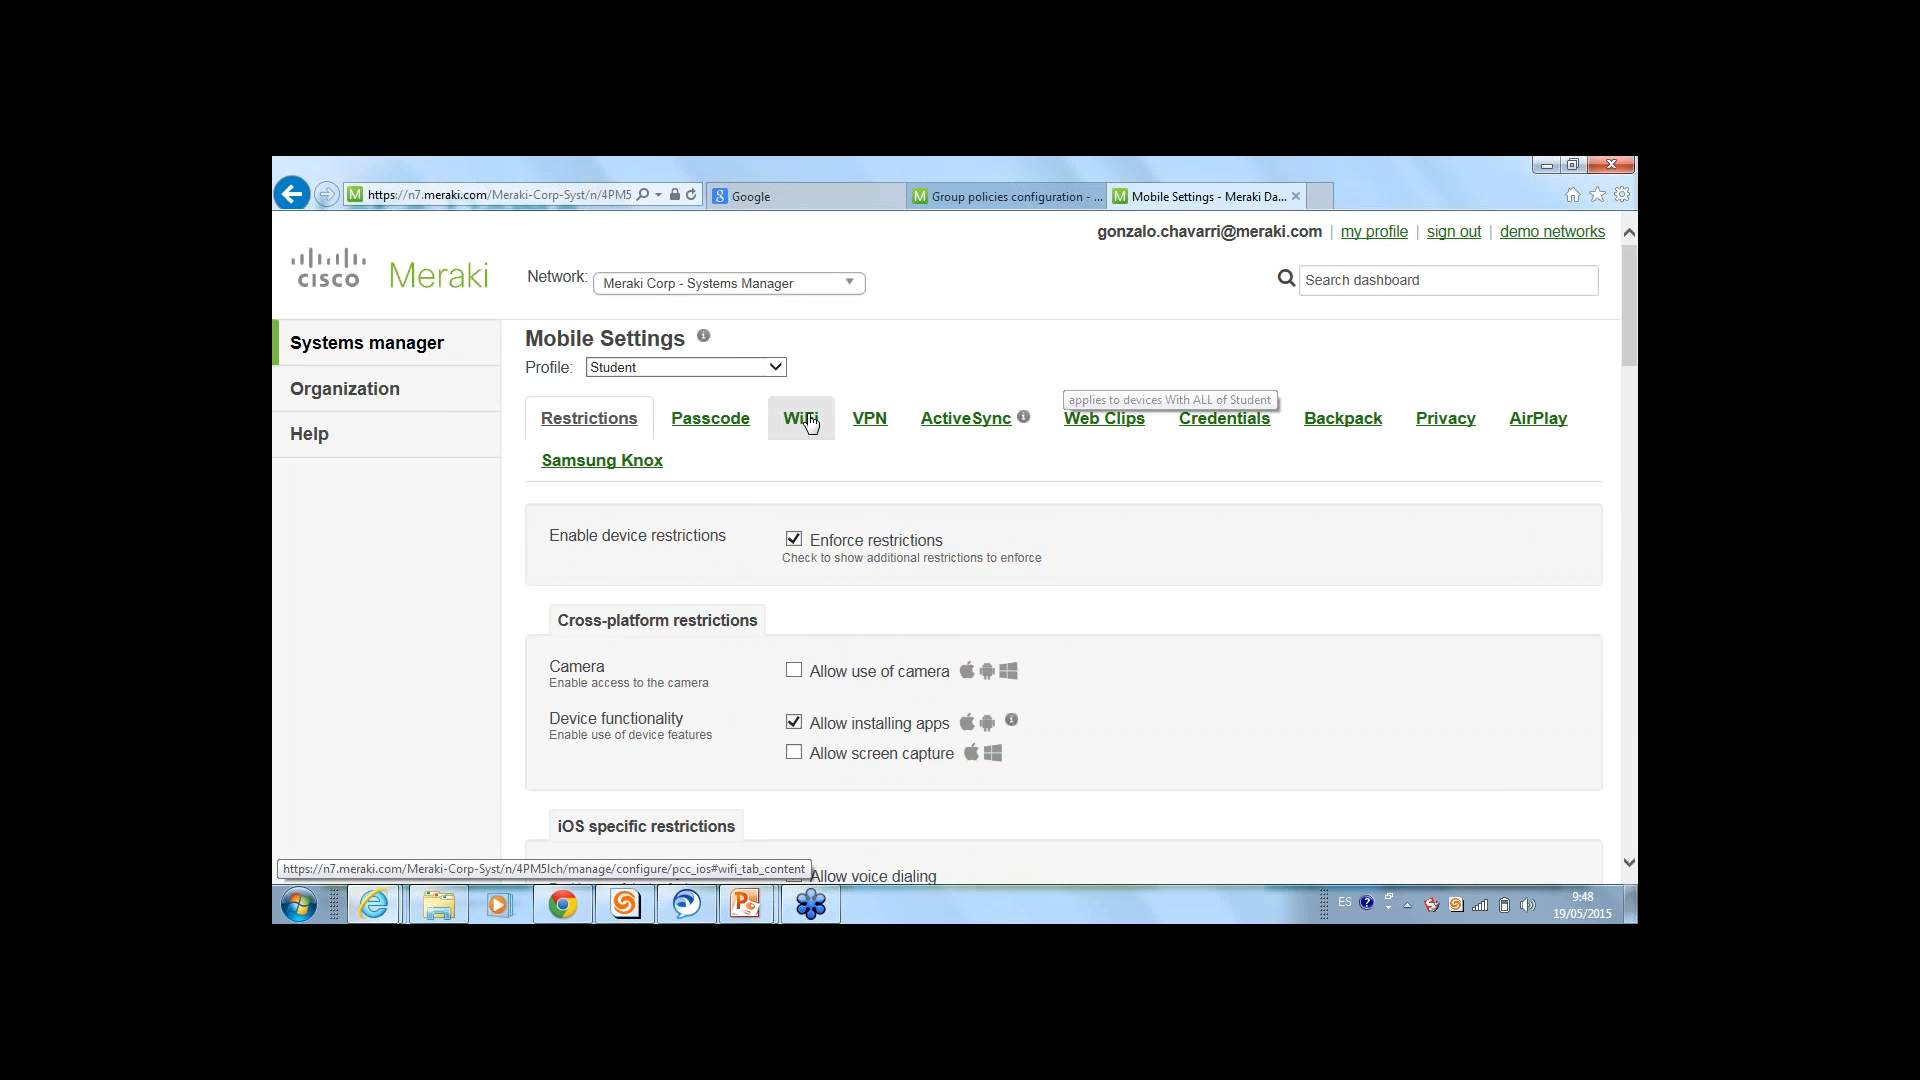 https://n7.meraki.com/Meraki-Corp-Syst/n/4PM5
Google
Group policies configuration - ...
Mobile Settings - Meraki Da...
gonzalo.chavarri@meraki.com | my profile | sign out | demo networks
CISCO Meraki
Network: Meraki Corp - Systems Manager
Search dashboard
Systems manager
Organization
Help
Mobile Settings
Profile: Student
applies to devices With ALL of Student
Restrictions Passcode WiFi VPN ActiveSync Web Clips Credentials Backpack Privacy AirPlay
Samsung Knox
Enable device restrictions
Enforce restrictions
Check to show additional restrictions to enforce
Cross-platform restrictions
Camera
Enable access to the camera
Allow use of camera
Device functionality
Enable use of device features
Allow installing apps
Allow screen capture
iOS specific restrictions
Allow voice dialing
https://n7.meraki.com/Meraki-Corp-Syst/n/4PM5Ich/manage/configure/pcc_ios#wifi_tab_content
ES
9:48
19/05/2015